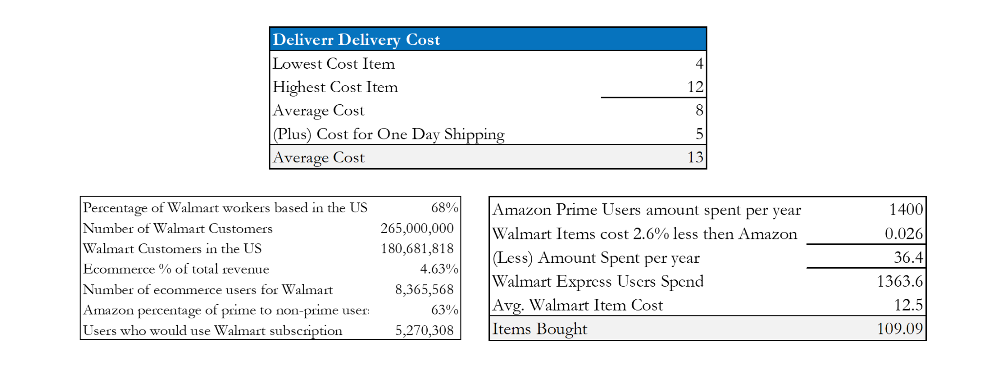 Deliverr Delivery Cost
Lowest Cost Item 4
Highest Cost Item 12
Average Cost 8
(Plus) Cost for One Day Shipping 5
Average Cost 13
Percentage of Walmart workers based in the US 68%
Number of Walmart Customers 265,000,000
Walmart Customers in the US 180,681,818
Ecommerce % of total revenue 4.63%
Number of ecommerce users for Walmart 8,365,568
Amazon percentage of prime to non-prime users 63%
Users who would use Walmart subscription 5,270,308
Amazon Prime Users amount spent per year 1400
Walmart Items cost 2.6% less then Amazon 0.026
(Less) Amount Spent per year 36.4
Walmart Express Users Spend 1363.6
Avg. Walmart Item Cost 12.5
Items Bought 109.09